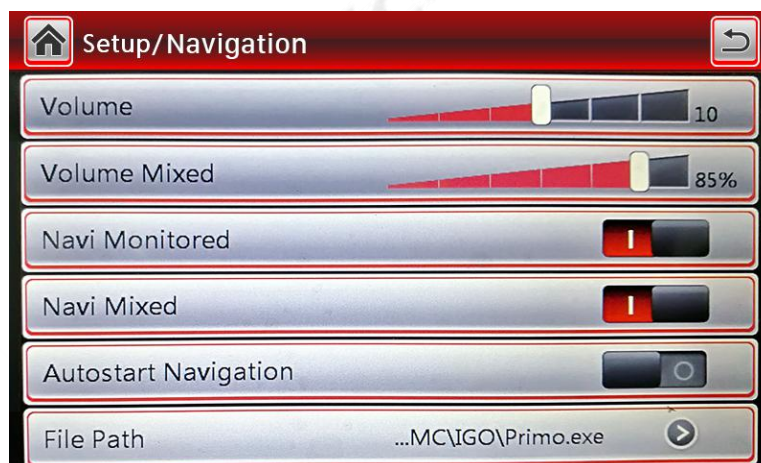 Setup/Navigation
Volume 10
Volume Mixed 85%
Navi Monitored
Navi Mixed
Autostart Navigation
File Path ...MC\IGO\Primo.exe